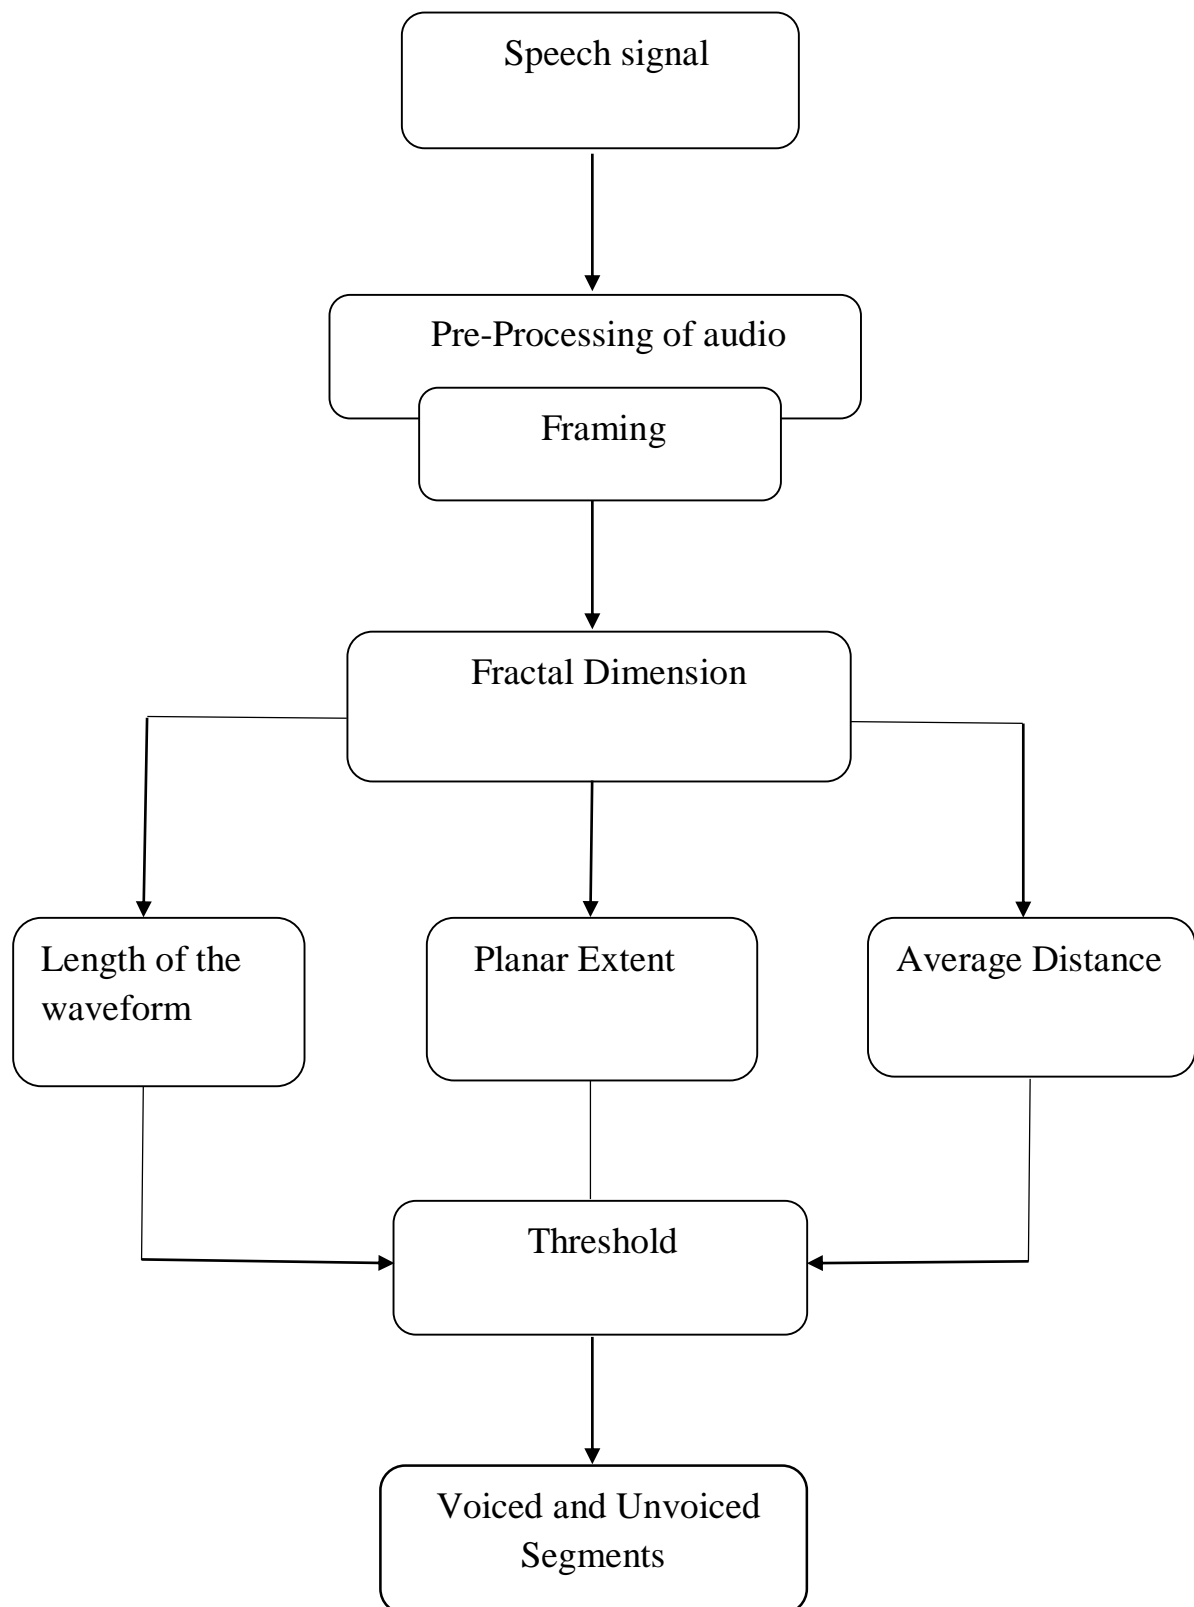 Speech signal
Pre-Processing of audio
Framing
Fractal Dimension
Length of the
waveform
Planar Extent
Average Distance
Threshold
Voiced and Unvoiced
Segments